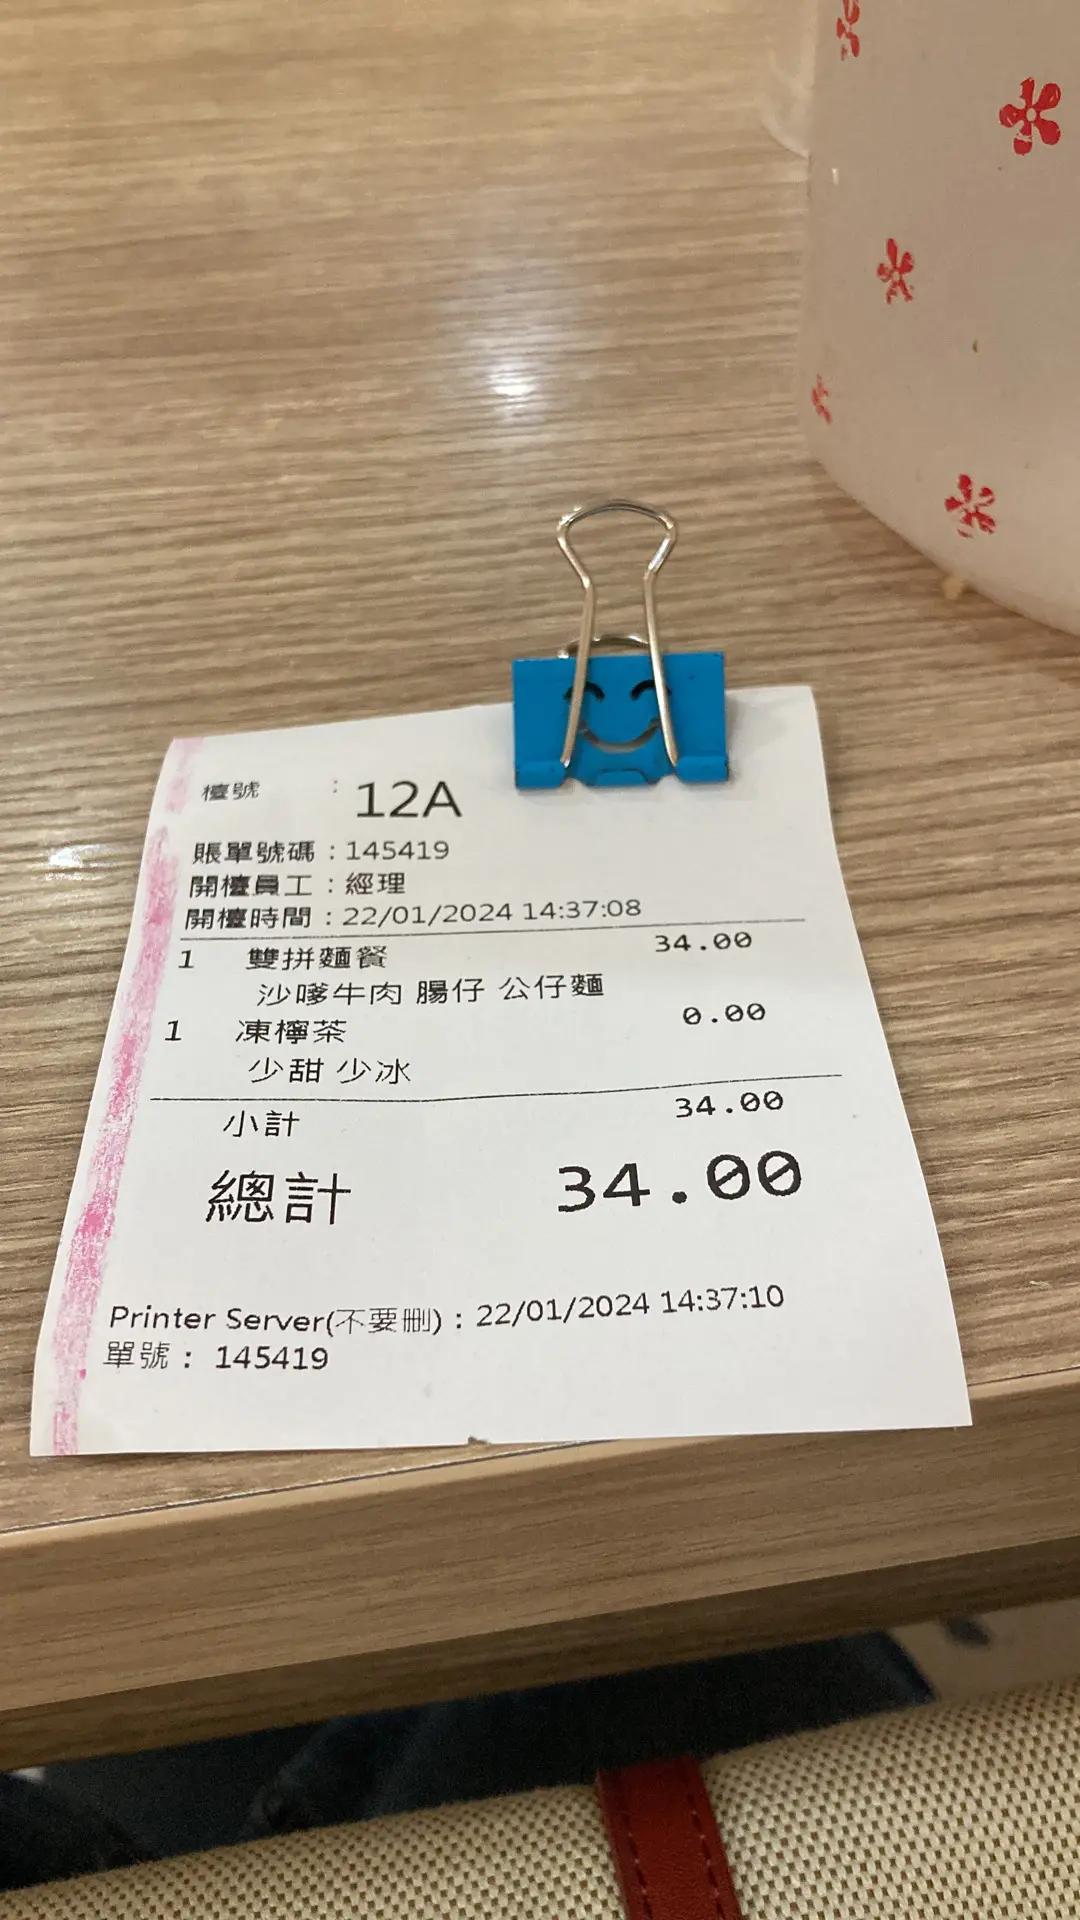 檯號 : 12A
賬單號碼 : 145419
開檯員工 : 經理
開檯時間 : 22/01/2024 14:37:08
1 雙拼麵餐 34.00
沙嗲牛肉 腸仔 公仔麵
1 凍檸茶 0.00
少甜 少冰
小計 34.00
總計 34.00
Printer Server(不要刪) : 22/01/2024 14:37:10
單號 : 145419